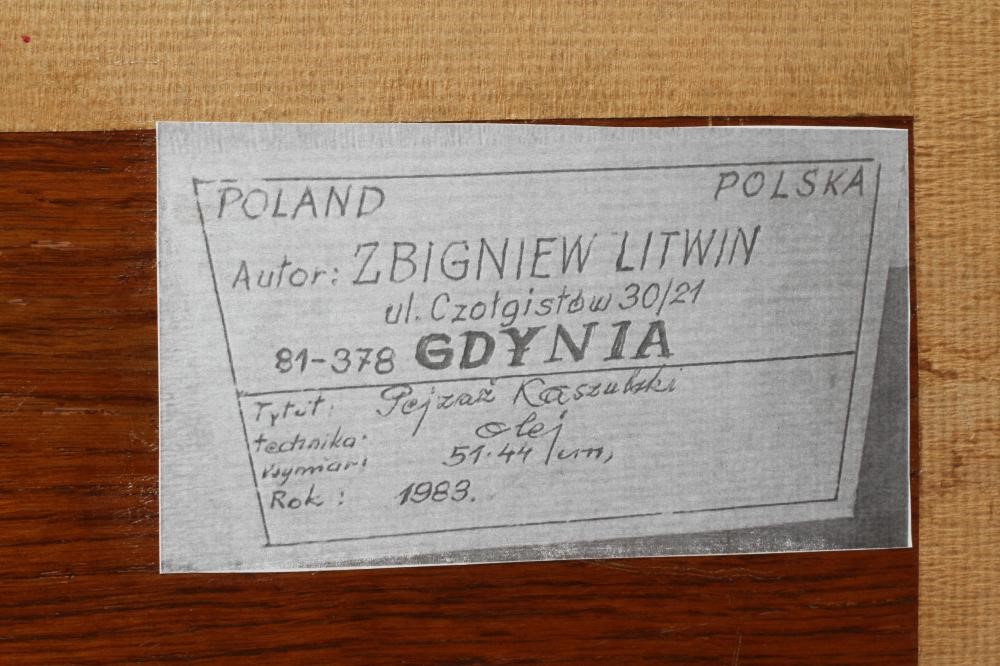 POLAND POLSKA
Autor: ZBIGNIEW LITWIN
ul. Czołgistów 30/21
81-378 GDYNIA
Tytuł: Pejzaż Kaszubski
technika: olej
wymiar: 51·44 /cm/
Rok: 1983.